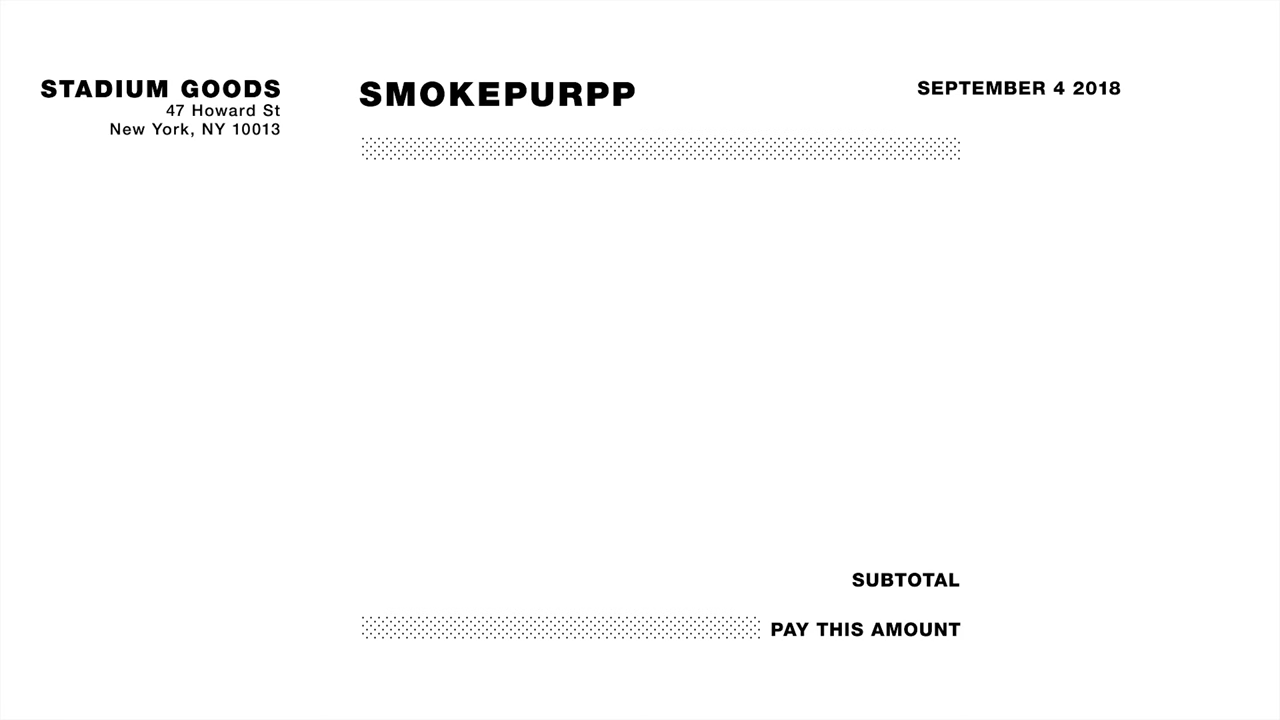 STADIUM GOODS
47 Howard St
New York, NY 10013
SMOKEPURPP
SEPTEMBER 4 2018
SUBTOTAL
PAY THIS AMOUNT